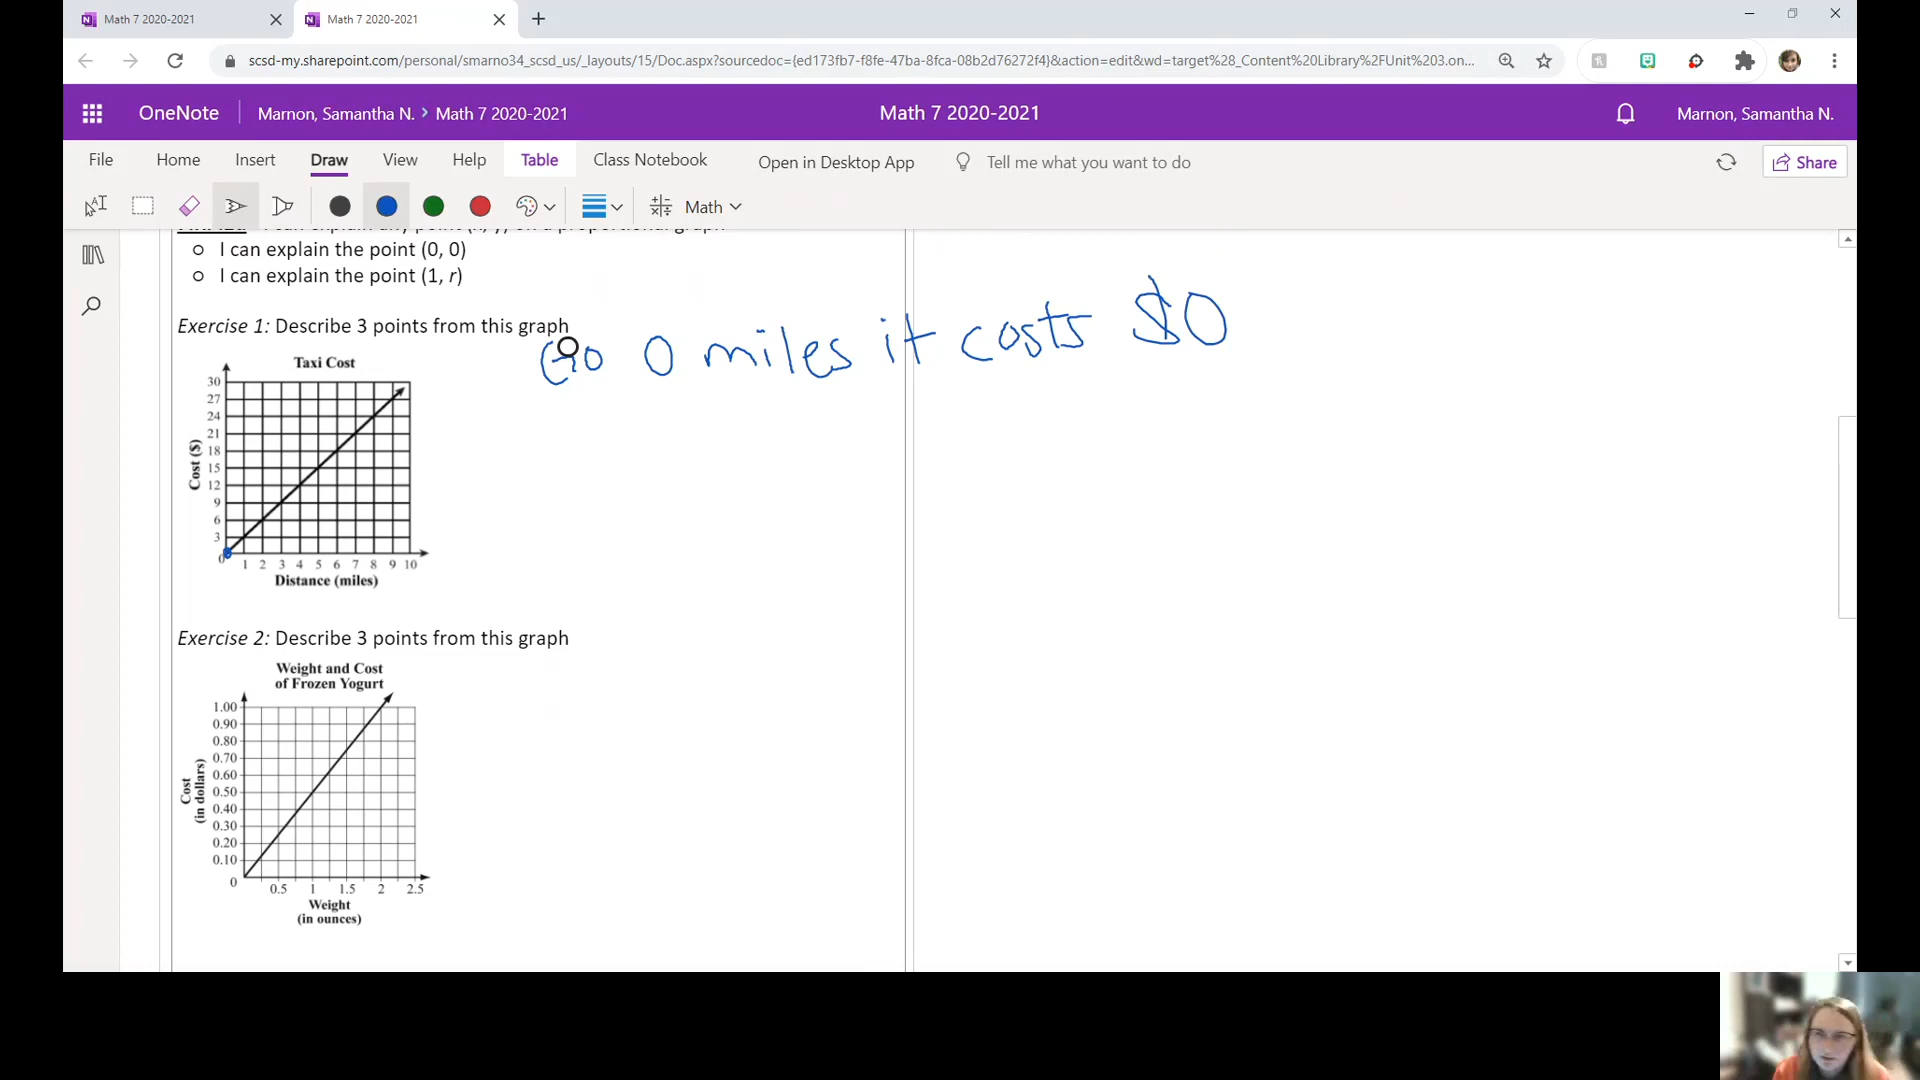 Math 7 2020-2021
Math 7 2020-2021
scsd-my.sharepoint.com/personal/smarno34_scsd_us/_layouts/15/Doc.aspx?sourcedoc={ed173fb7-f8fe-47ba-8fca-08b2d76272f4}&action=edit&wd=target%28_Content%20Library%2FUnit%203.on...
OneNote Marnon, Samantha N. > Math 7 2020-2021
Math 7 2020-2021
Marnon, Samantha N.
File Home Insert Draw View Help Table Class Notebook Open in Desktop App Tell me what you want to do Share
Math
I can explain any point (x, y) on a proportional graph
I can explain the point (0, 0)
I can explain the point (1, r)
Exercise 1: Describe 3 points from this graph
Go 0 miles it costs $0
Taxi Cost
30
27
24
21
18
15
12
9
6
3
0
Cost ($)
1 2 3 4 5 6 7 8 9 10
Distance (miles)
Exercise 2: Describe 3 points from this graph
Weight and Cost
of Frozen Yogurt
1.00
0.90
0.80
0.70
0.60
0.50
0.40
0.30
0.20
0.10
0
Cost
(in dollars)
0.5 1 1.5 2 2.5
Weight
(in ounces)